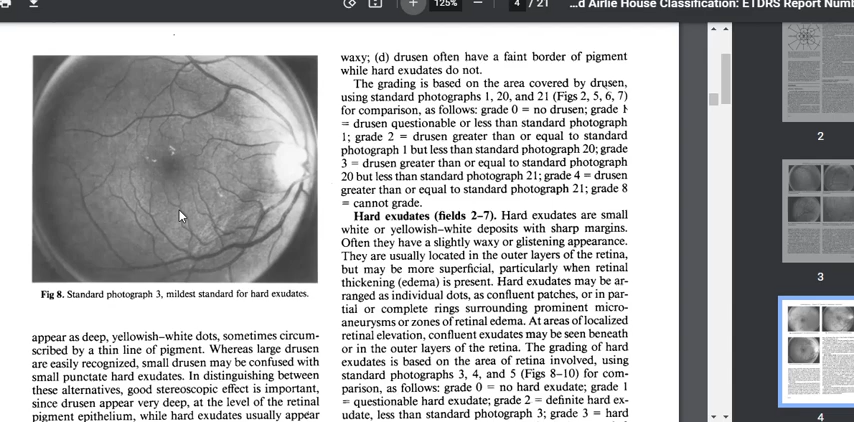 125%
4 / 21
...d Airlie House Classification: ETDRS Report Num
waxy; (d) drusen often have a faint border of pigment
while hard exudates do not.
The grading is based on the area covered by drusen,
using standard photographs 1, 20, and 21 (Figs 2, 5, 6, 7)
for comparison, as follows: grade 0 = no drusen; grade 1
= drusen questionable or less than standard photograph
1; grade 2 = drusen greater than or equal to standard
photograph 1 but less than standard photograph 20; grade
3 = drusen greater than or equal to standard photograph
20 but less than standard photograph 21; grade 4 = drusen
greater than or equal to standard photograph 21; grade 8
= cannot grade.
Hard exudates (fields 2–7). Hard exudates are small
white or yellowish–white deposits with sharp margins.
Often they have a slightly waxy or glistening appearance.
They are usually located in the outer layers of the retina,
but may be more superficial, particularly when retinal
thickening (edema) is present. Hard exudates may be ar-
ranged as individual dots, as confluent patches, or in par-
tial or complete rings surrounding prominent micro-
aneurysms or zones of retinal edema. At areas of localized
retinal elevation, confluent exudates may be seen beneath
or in the outer layers of the retina. The grading of hard
exudates is based on the area of retina involved, using
standard photographs 3, 4, and 5 (Figs 8–10) for com-
parison, as follows: grade 0 = no hard exudate; grade 1
= questionable hard exudate; grade 2 = definite hard ex-
udate, less than standard photograph 3; grade 3 = hard
Fig 8. Standard photograph 3, mildest standard for hard exudates.
appear as deep, yellowish–white dots, sometimes circum-
scribed by a thin line of pigment. Whereas large drusen
are easily recognized, small drusen may be confused with
small punctate hard exudates. In distinguishing between
these alternatives, good stereoscopic effect is important,
since drusen appear very deep, at the level of the retinal
pigment epithelium, while hard exudates usually appear
2
3
4